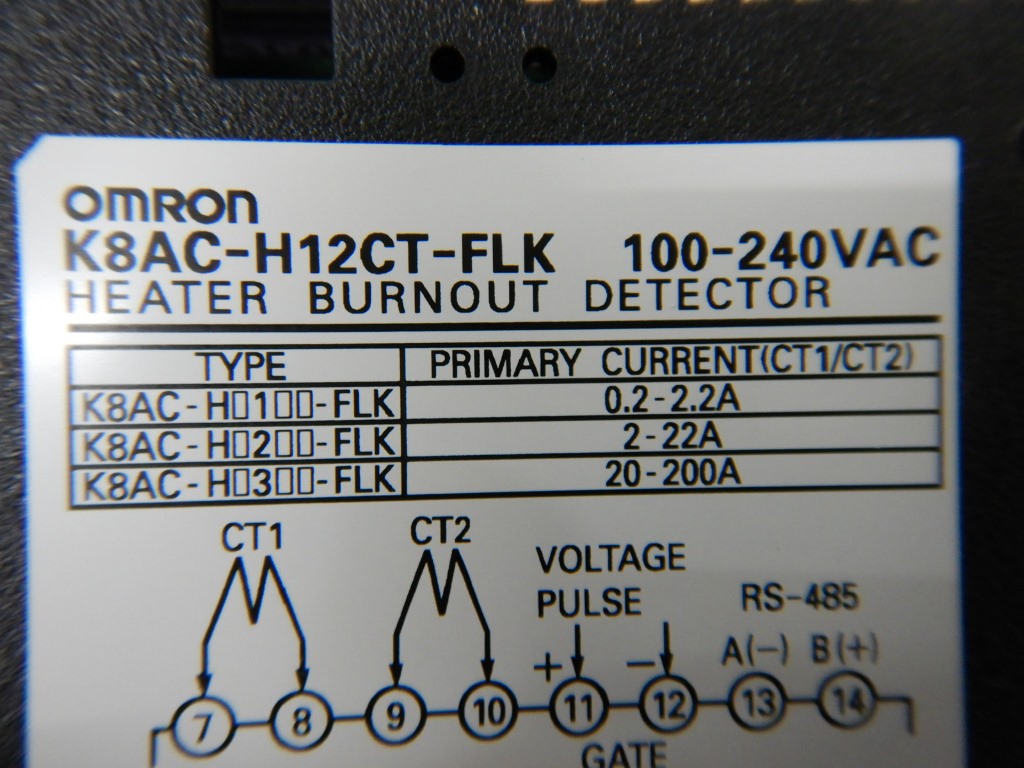 OMRON
K8AC-H12CT-FLK 100-240VAC
HEATER BURNOUT DETECTOR
TYPE PRIMARY CURRENT(CT1/CT2)
K8AC-H□1□□-FLK 0.2-2.2A
K8AC-H□2□□-FLK 2-22A
K8AC-H□3□□-FLK 20-200A
CT1 CT2 VOLTAGE
PULSE RS-485
+ − A(−) B(+)
7 8 9 10 11 12 13 14
GATE